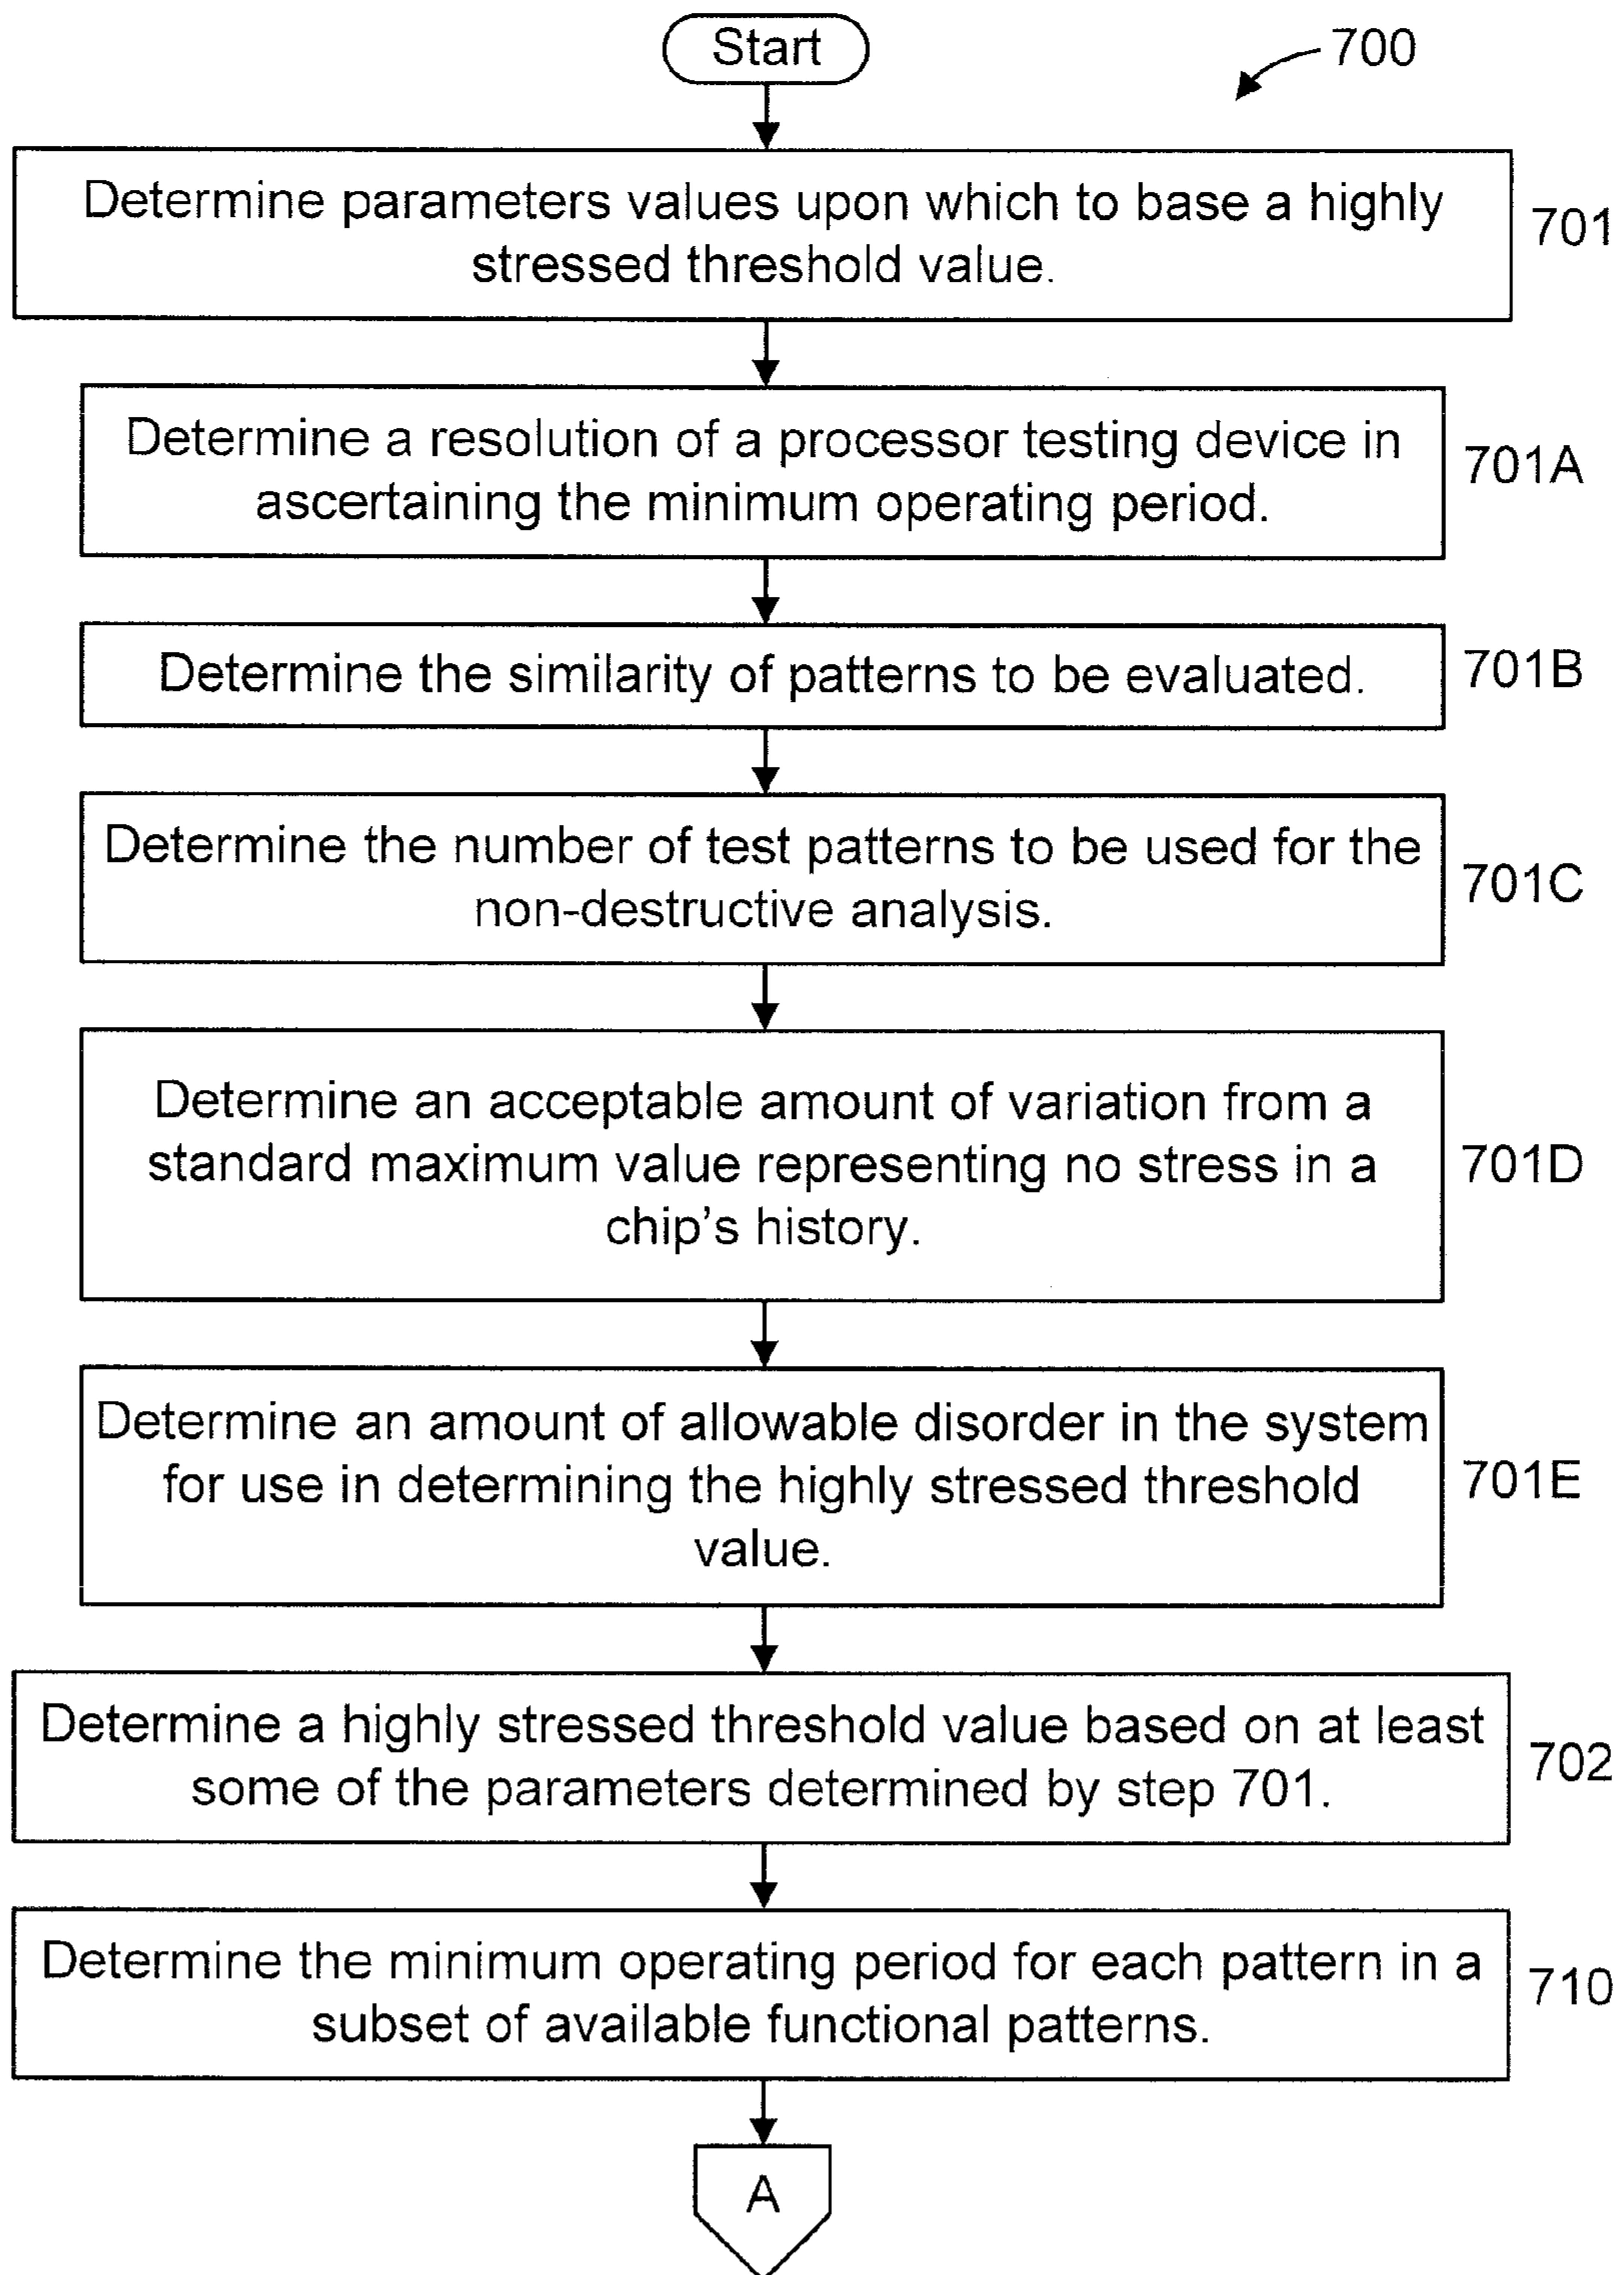 Start
700
Determine parameters values upon which to base a highly
stressed threshold value.
701
Determine a resolution of a processor testing device in
ascertaining the minimum operating period.
701A
Determine the similarity of patterns to be evaluated.
701B
Determine the number of test patterns to be used for the
non-destructive analysis.
701C
Determine an acceptable amount of variation from a
standard maximum value representing no stress in a
chip's history.
701D
Determine an amount of allowable disorder in the system
for use in determining the highly stressed threshold
value.
701E
Determine a highly stressed threshold value based on at least
some of the parameters determined by step 701.
702
Determine the minimum operating period for each pattern in a
subset of available functional patterns.
710
A